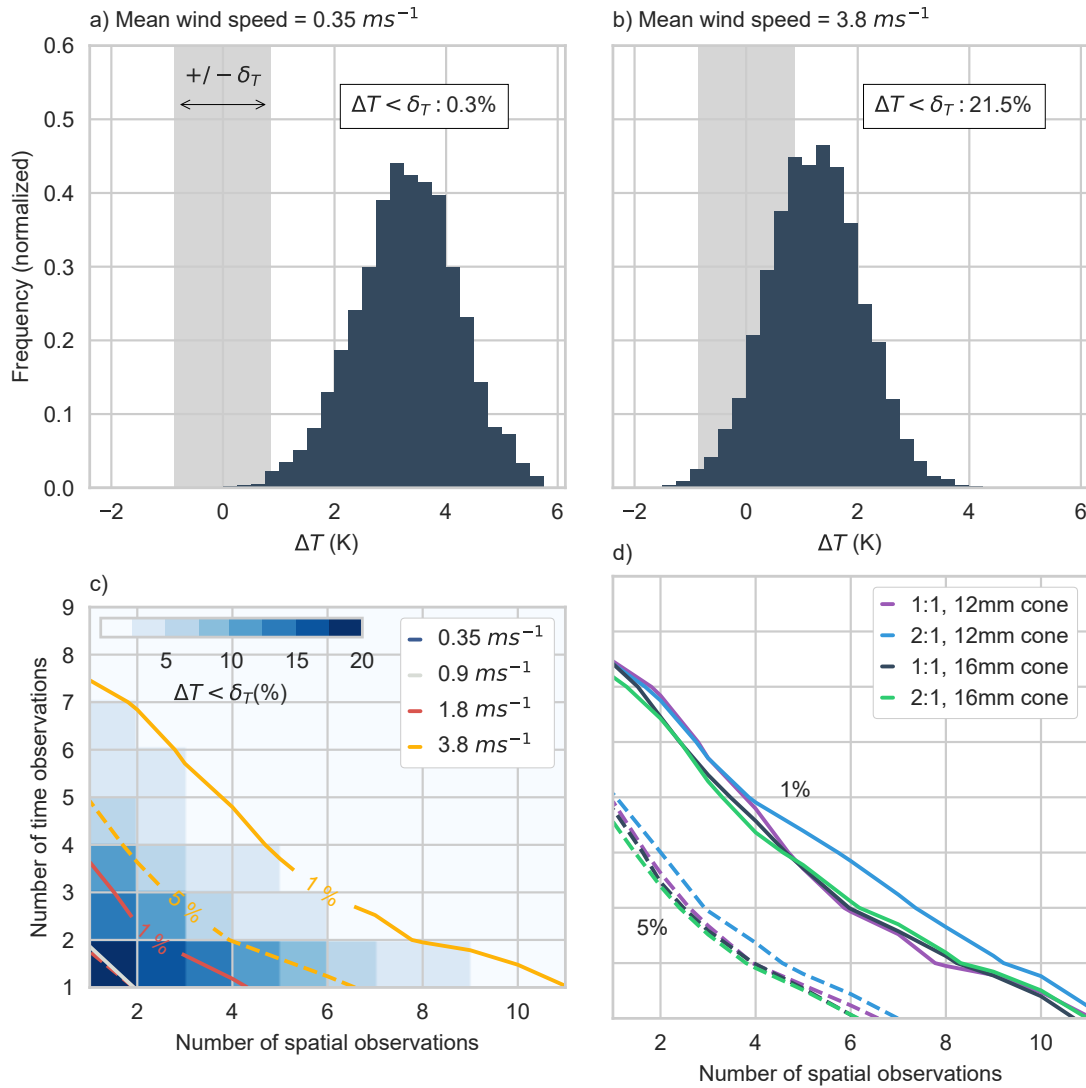 a) Mean wind speed = 0.35 ms⁻¹
b) Mean wind speed = 3.8 ms⁻¹
0.6
0.5
0.4
0.3
0.2
0.1
0.0
Frequency (normalized)
+/− δT
ΔT < δT : 0.3%
ΔT < δT : 21.5%
−2 0 2 4 6
ΔT (K)
−2 0 2 4 6
ΔT (K)
c)
9
8
7
6
5
4
3
2
1
Number of time observations
5 10 15 20
ΔT < δT(%)
0.35 ms⁻¹
0.9 ms⁻¹
1.8 ms⁻¹
3.8 ms⁻¹
1 %
5 %
1 %
2 4 6 8 10
Number of spatial observations
d)
1:1, 12mm cone
2:1, 12mm cone
1:1, 16mm cone
2:1, 16mm cone
1%
5%
2 4 6 8 10
Number of spatial observations